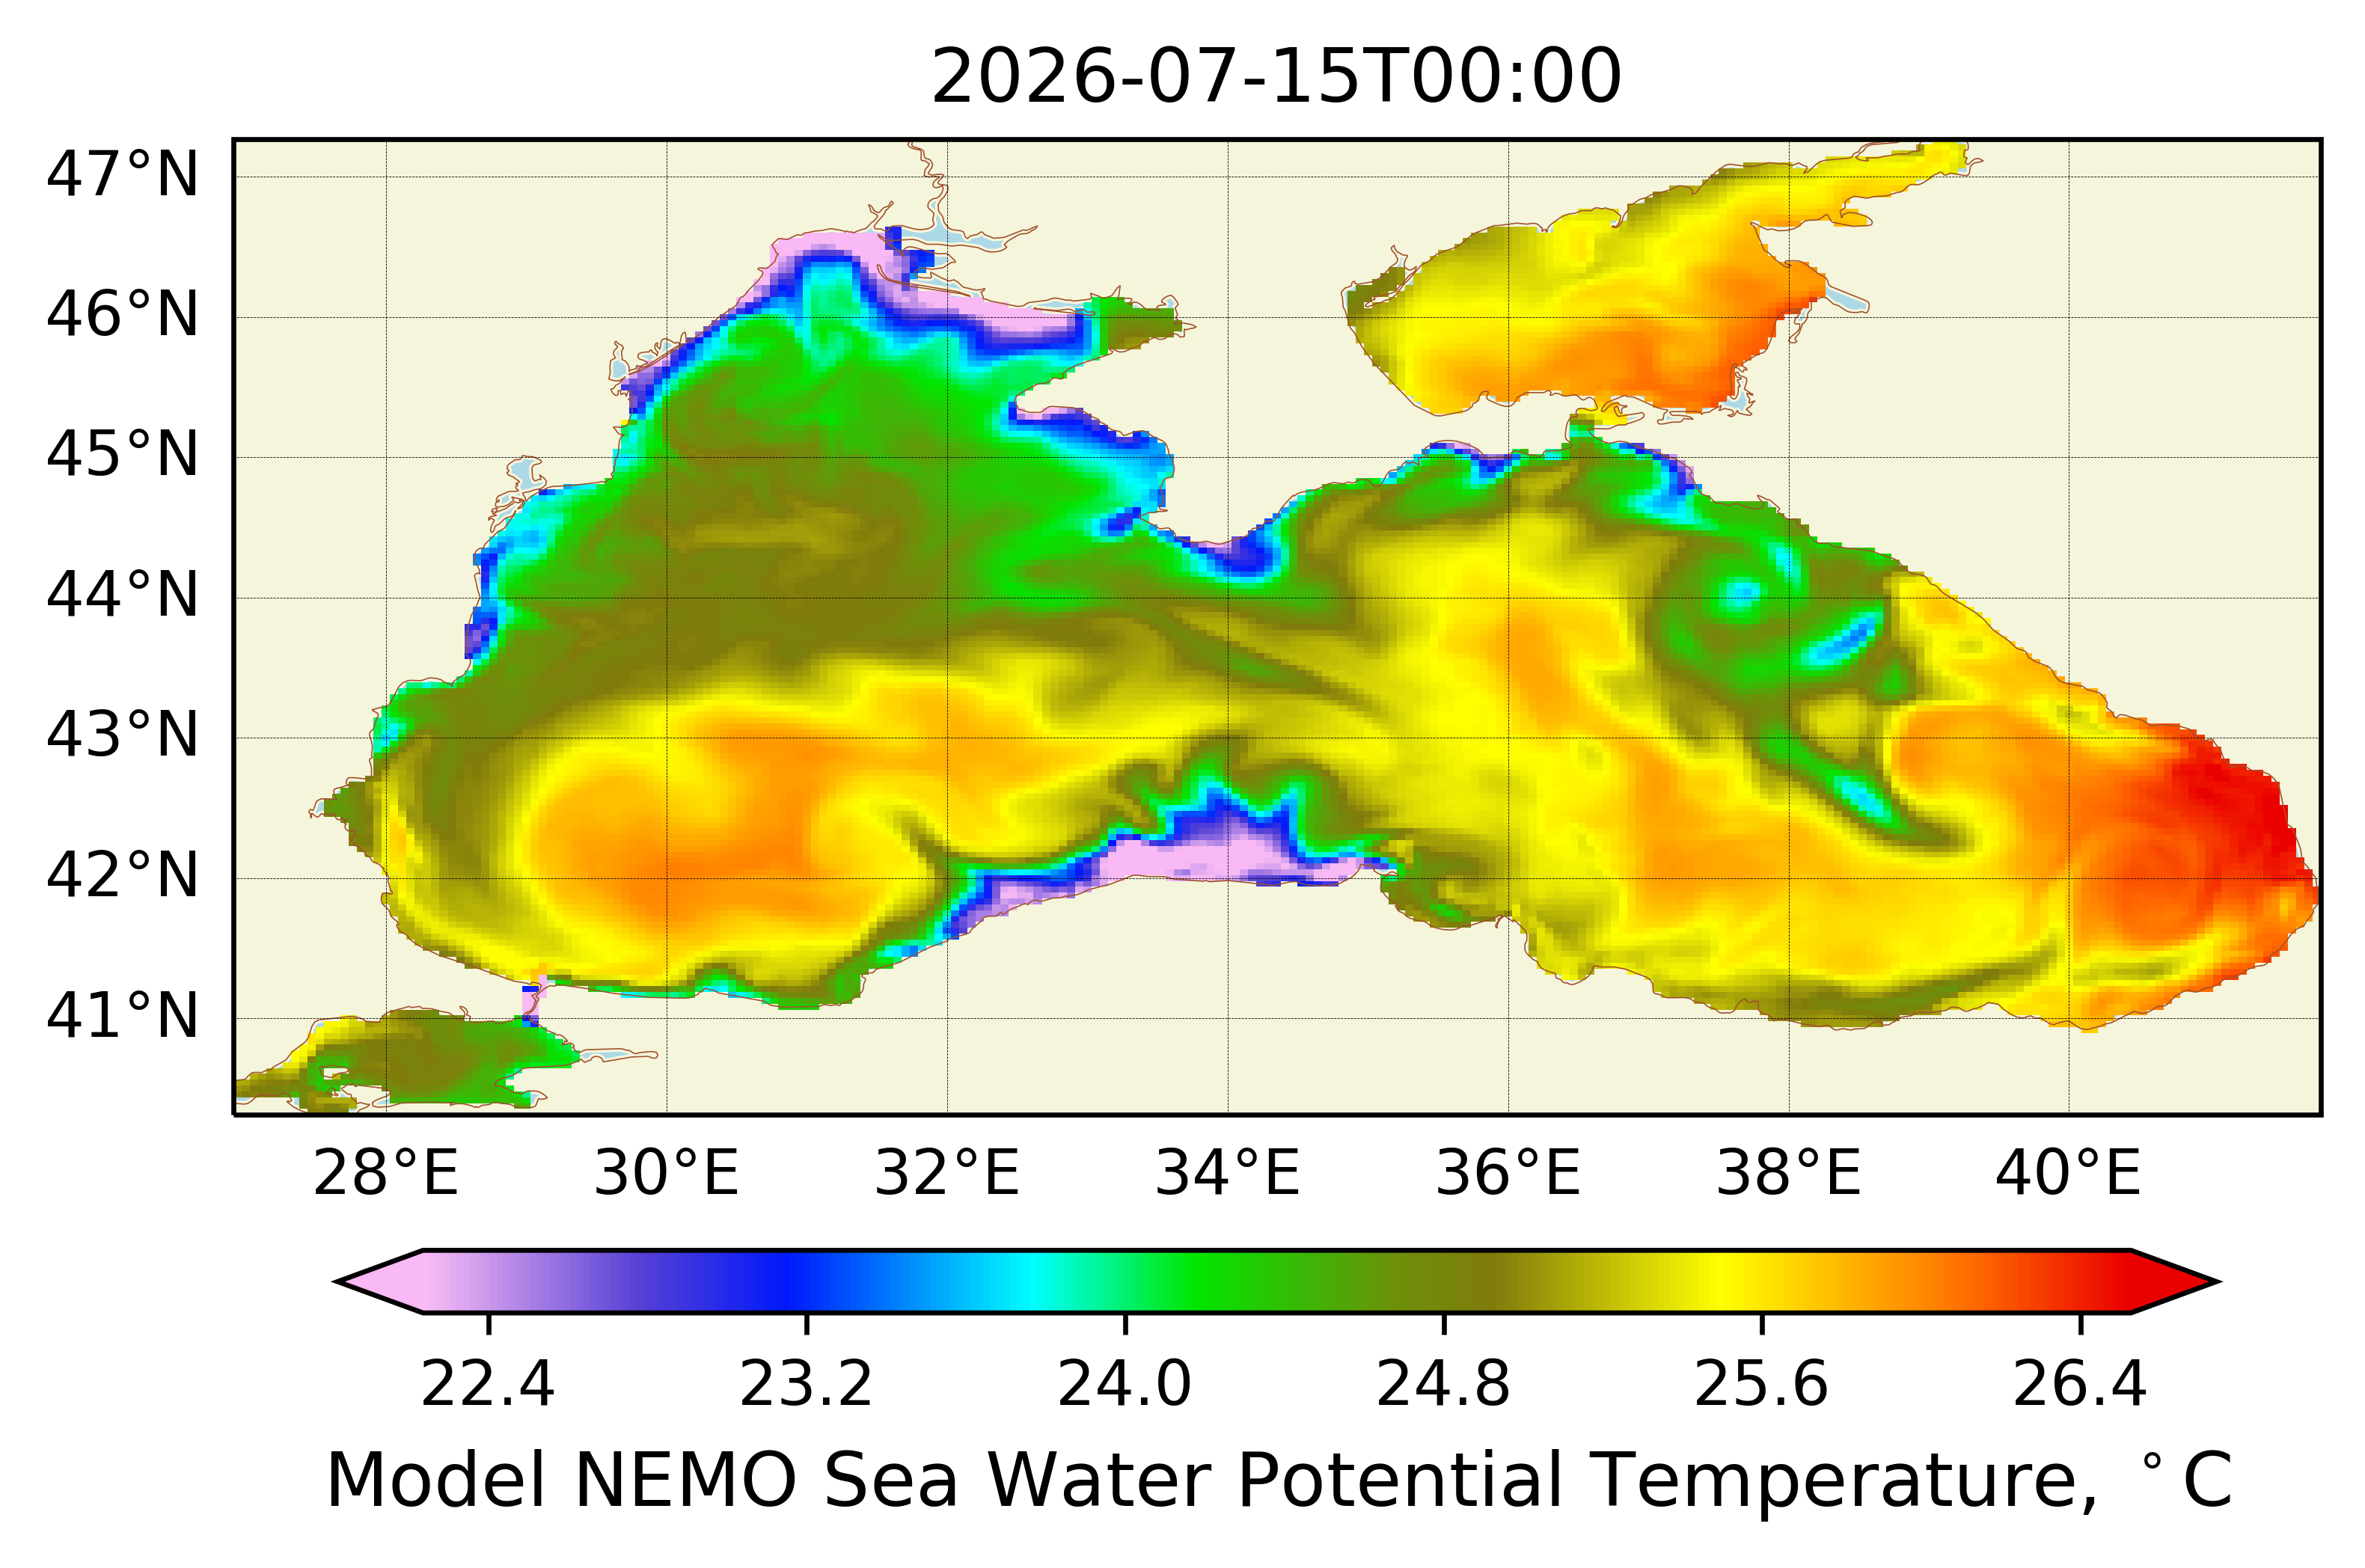 2026-07-15T00:00
47°N
46°N
45°N
44°N
43°N
42°N
41°N
28°E 30°E 32°E 34°E 36°E 38°E 40°E
22.4 23.2 24.0 24.8 25.6 26.4
Model NEMO Sea Water Potential Temperature, °C